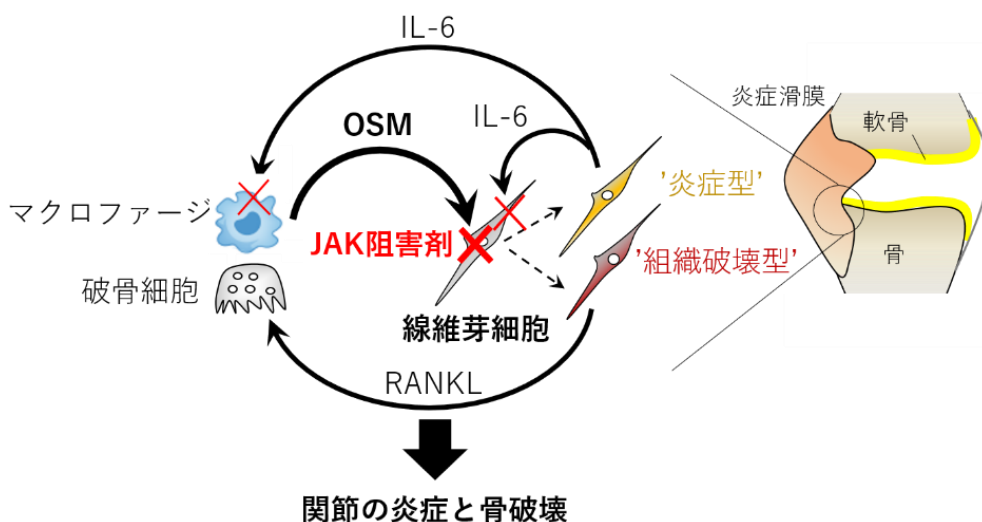 IL-6
OSM
IL-6
マクロファージ
JAK阻害剤
破骨細胞
線維芽細胞
'炎症型'
'組織破壊型'
RANKL
関節の炎症と骨破壊
炎症滑膜
軟骨
骨